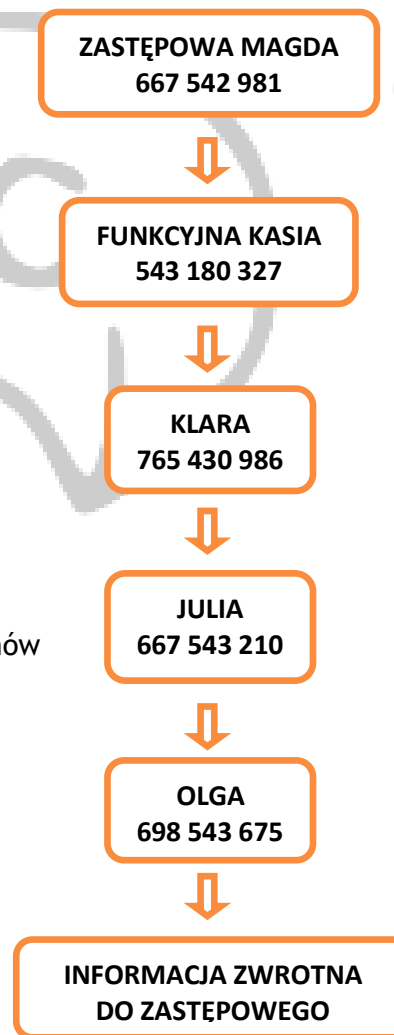 ZASTĘPOWA MAGDA
667 542 981
FUNKCYJNA KASIA
543 180 327
KLARA
765 430 986
JULIA
667 543 210
OLGA
698 543 675
INFORMACJA ZWROTNA
DO ZASTĘPOWEGO